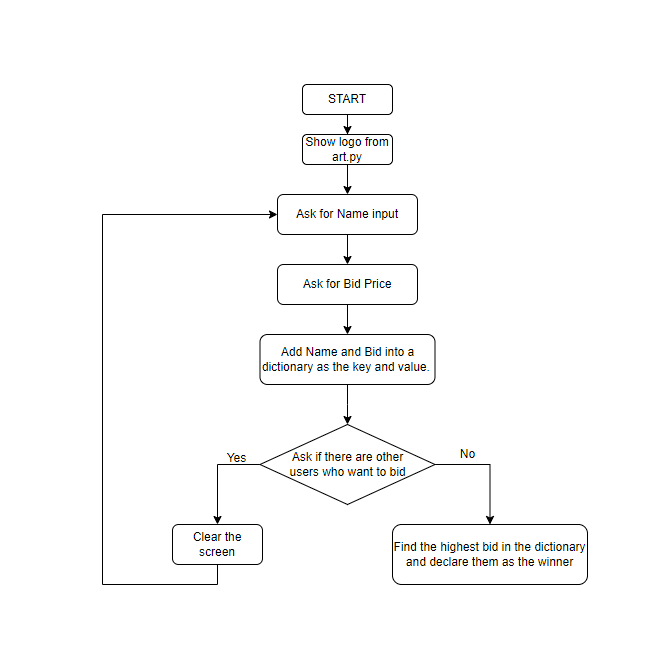 START
Show logo from
art.py
Ask for Name input
Ask for Bid Price
Add Name and Bid into a
dictionary as the key and value.
Ask if there are other
users who want to bid
Yes
No
Clear the
screen
Find the highest bid in the dictionary
and declare them as the winner